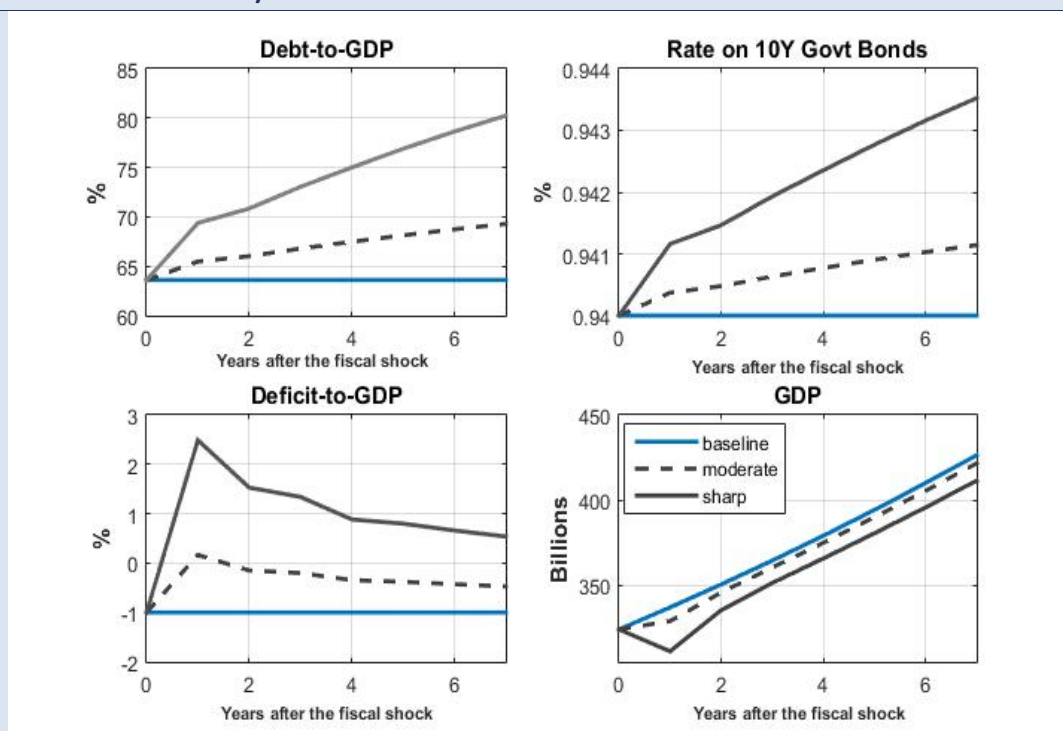 Debt-to-GDP
85
80
75
70
65
60
%
0 2 4 6
Years after the fiscal shock
Rate on 10Y Govt Bonds
0.944
0.943
0.942
0.941
0.94
%
0 2 4 6
Years after the fiscal shock
Deficit-to-GDP
3
2
1
0
-1
-2
%
0 2 4 6
Years after the fiscal shock
GDP
450
400
350
Billions
baseline
moderate
sharp
0 2 4 6
Years after the fiscal shock